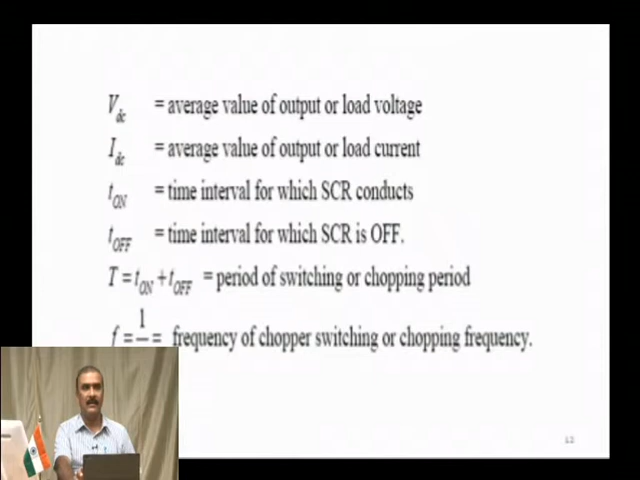 V_dc = average value of output or load voltage
I_dc = average value of output or load current
t_ON = time interval for which SCR conducts
t_OFF = time interval for which SCR is OFF.
T = t_ON + t_OFF = period of switching or chopping period
f = 1/ = frequency of chopper switching or chopping frequency.
12